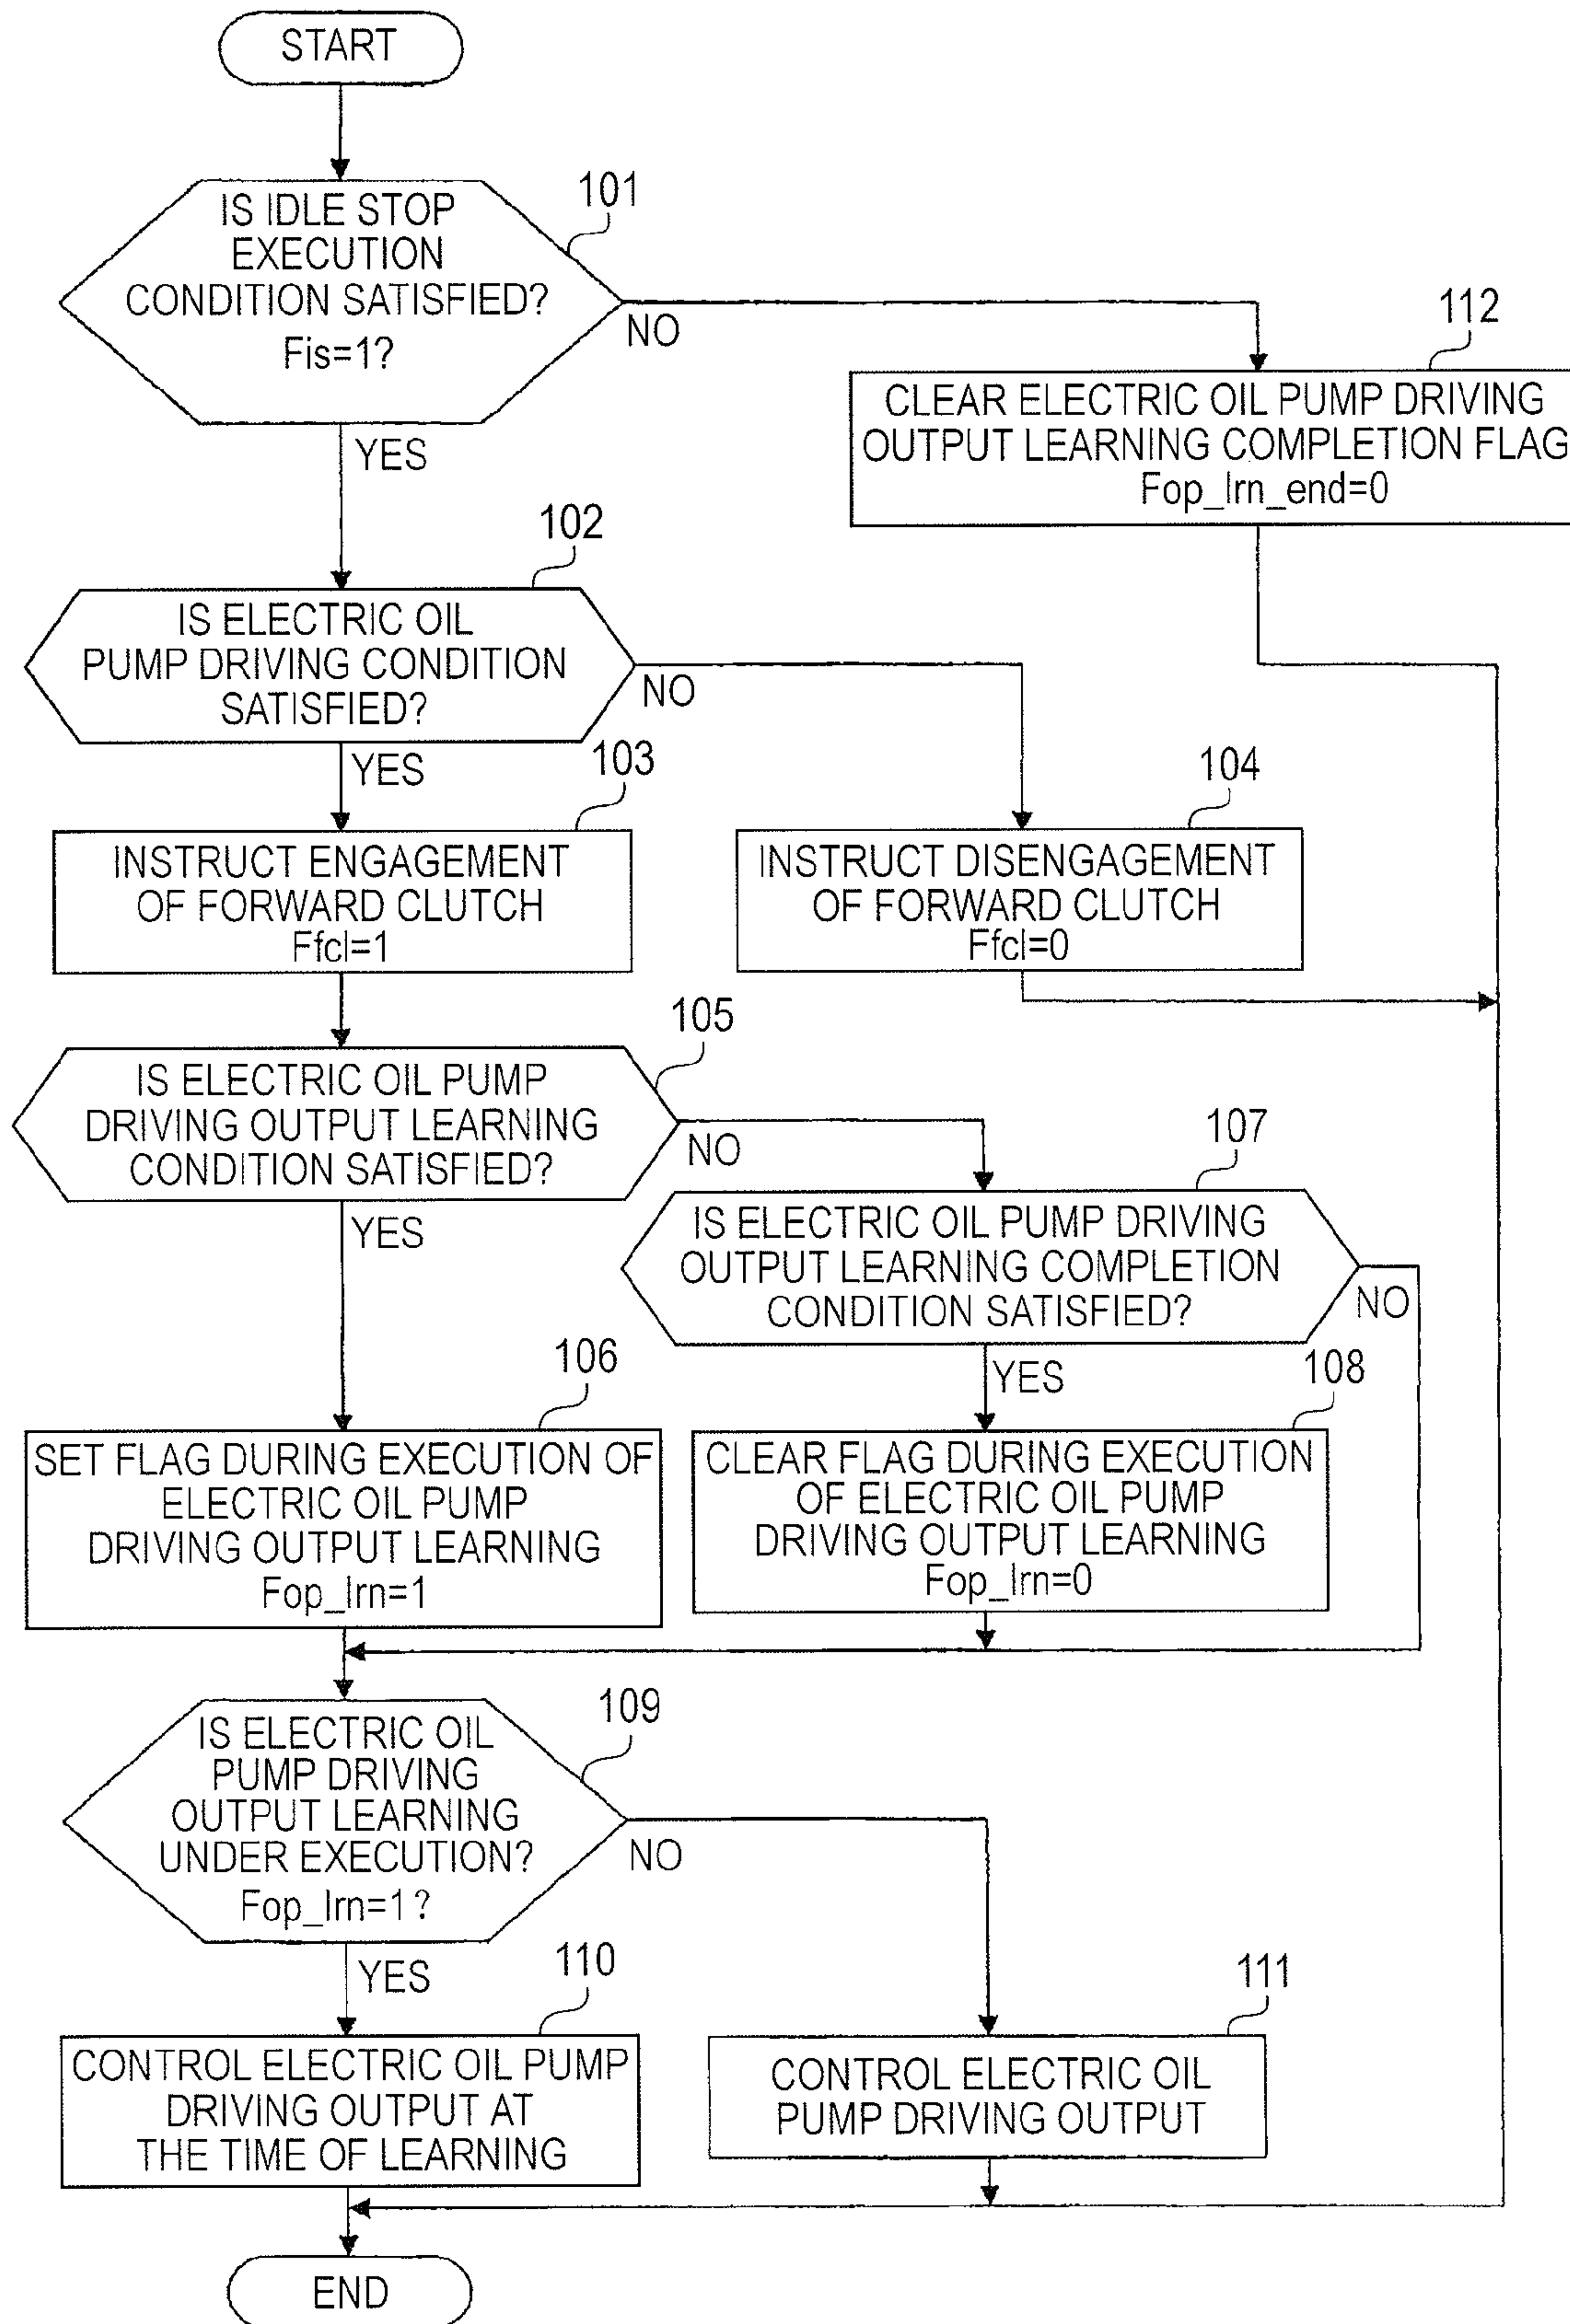 START
101
IS IDLE STOP
EXECUTION
CONDITION SATISFIED?
Fis=1?
NO
YES
112
CLEAR ELECTRIC OIL PUMP DRIVING
OUTPUT LEARNING COMPLETION FLAG
Fop_lrn_end=0
102
IS ELECTRIC OIL
PUMP DRIVING CONDITION
SATISFIED?
NO
YES
103
INSTRUCT ENGAGEMENT
OF FORWARD CLUTCH
Ffcl=1
104
INSTRUCT DISENGAGEMENT
OF FORWARD CLUTCH
Ffcl=0
105
IS ELECTRIC OIL PUMP
DRIVING OUTPUT LEARNING
CONDITION SATISFIED?
NO
YES
107
IS ELECTRIC OIL PUMP DRIVING
OUTPUT LEARNING COMPLETION
CONDITION SATISFIED?
NO
YES
106
SET FLAG DURING EXECUTION OF
ELECTRIC OIL PUMP
DRIVING OUTPUT LEARNING
Fop_lrn=1
108
CLEAR FLAG DURING EXECUTION
OF ELECTRIC OIL PUMP
DRIVING OUTPUT LEARNING
Fop_lrn=0
109
IS ELECTRIC OIL
PUMP DRIVING
OUTPUT LEARNING
UNDER EXECUTION?
Fop_lrn=1?
NO
YES
110
CONTROL ELECTRIC OIL PUMP
DRIVING OUTPUT AT
THE TIME OF LEARNING
111
CONTROL ELECTRIC OIL
PUMP DRIVING OUTPUT
END